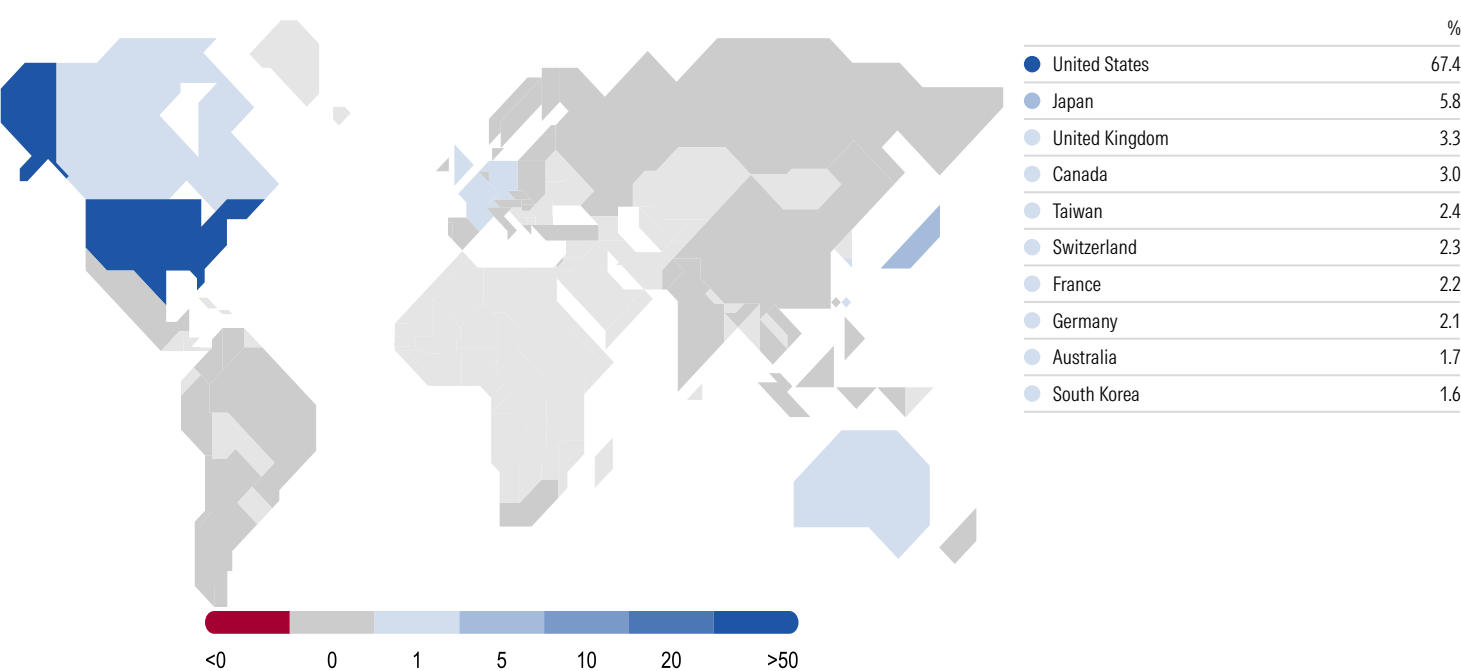 %
United States 67.4
Japan 5.8
United Kingdom 3.3
Canada 3.0
Taiwan 2.4
Switzerland 2.3
France 2.2
Germany 2.1
Australia 1.7
South Korea 1.6
<0 0 1 5 10 20 >50